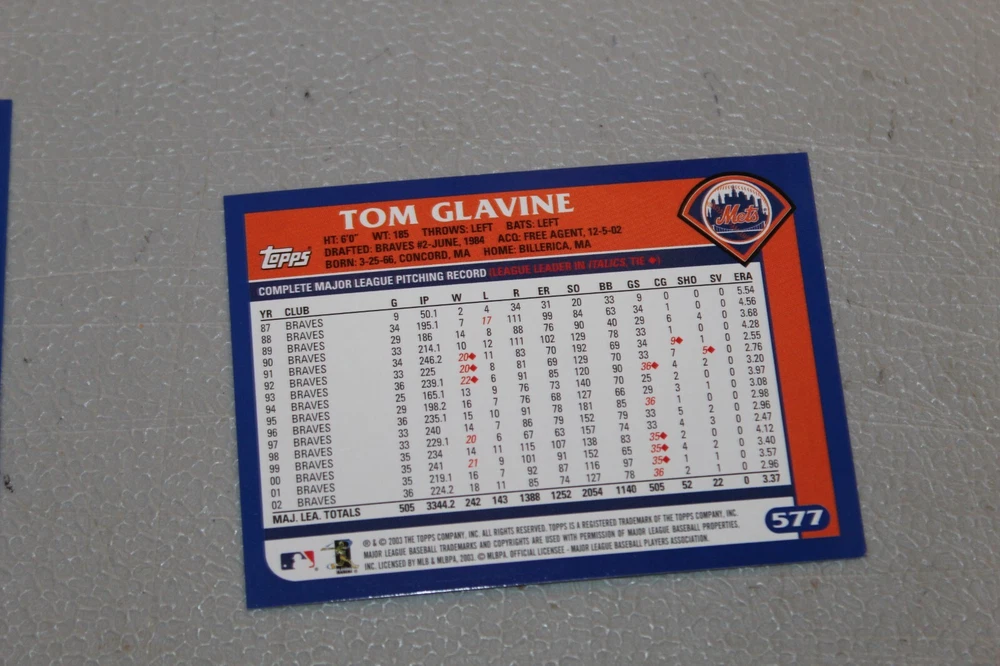 TOM GLAVINE
HT: 6'0" WT: 185 THROWS: LEFT BATS: LEFT
DRAFTED: BRAVES #2-JUNE, 1984 ACQ: FREE AGENT, 12-5-02
BORN: 3-25-66, CONCORD, MA HOME: BILLERICA, MA
Topps
Mets
COMPLETE MAJOR LEAGUE PITCHING RECORD (LEAGUE LEADER IN ITALICS, TIE ♦)
YR CLUB G IP W L R ER SO BB GS CG SHO SV ERA
87 BRAVES 9 50.1 2 4 34 31 20 33 9 0 0 0 5.54
88 BRAVES 34 195.1 7 17 111 99 84 63 34 1 0 0 4.56
89 BRAVES 29 186 14 8 88 76 90 40 29 6 4 0 3.68
90 BRAVES 33 214.1 10 12 111 102 129 78 33 1 0 0 4.28
91 BRAVES 34 246.2 20♦ 11 83 70 192 69 34 9♦ 1 0 2.55
92 BRAVES 33 225 20♦ 8 81 69 129 70 33 7 5♦ 0 2.76
93 BRAVES 36 239.1 22♦ 6 91 85 120 90 36♦ 4 2 0 3.20
94 BRAVES 25 165.1 13 9 76 73 140 70 25 2 0 0 3.97
95 BRAVES 29 198.2 16 7 76 68 127 66 29 3 1 0 3.08
96 BRAVES 36 235.1 15 10 91 78 181 85 36 1 0 0 2.98
97 BRAVES 33 240 14 7 86 79 152 79 33 5 2 0 2.96
98 BRAVES 33 229.1 20 6 67 63 157 74 33 4 3 0 2.47
99 BRAVES 35 234 14 11 115 107 138 83 35♦ 2 0 0 4.12
00 BRAVES 35 241 21 9 101 91 152 65 35♦ 4 2 0 3.40
01 BRAVES 35 219.1 16 7 92 87 116 97 35♦ 1 1 0 3.57
02 BRAVES 36 224.2 18 11 85 74 127 78 36 2 1 0 2.96
MAJ. LEA. TOTALS 505 3344.2 242 143 1388 1252 2054 1140 505 52 22 0 3.37
577
® & © 2003 THE TOPPS COMPANY, INC. ALL RIGHTS RESERVED. TOPPS IS A REGISTERED TRADEMARK OF THE TOPPS COMPANY, INC.
MAJOR LEAGUE BASEBALL TRADEMARKS AND COPYRIGHTS ARE USED WITH PERMISSION OF MAJOR LEAGUE BASEBALL PROPERTIES,
INC. LICENSED BY MLB & MLBPA, 2003. © MLBPA, OFFICIAL LICENSEE - MAJOR LEAGUE BASEBALL PLAYERS ASSOCIATION.